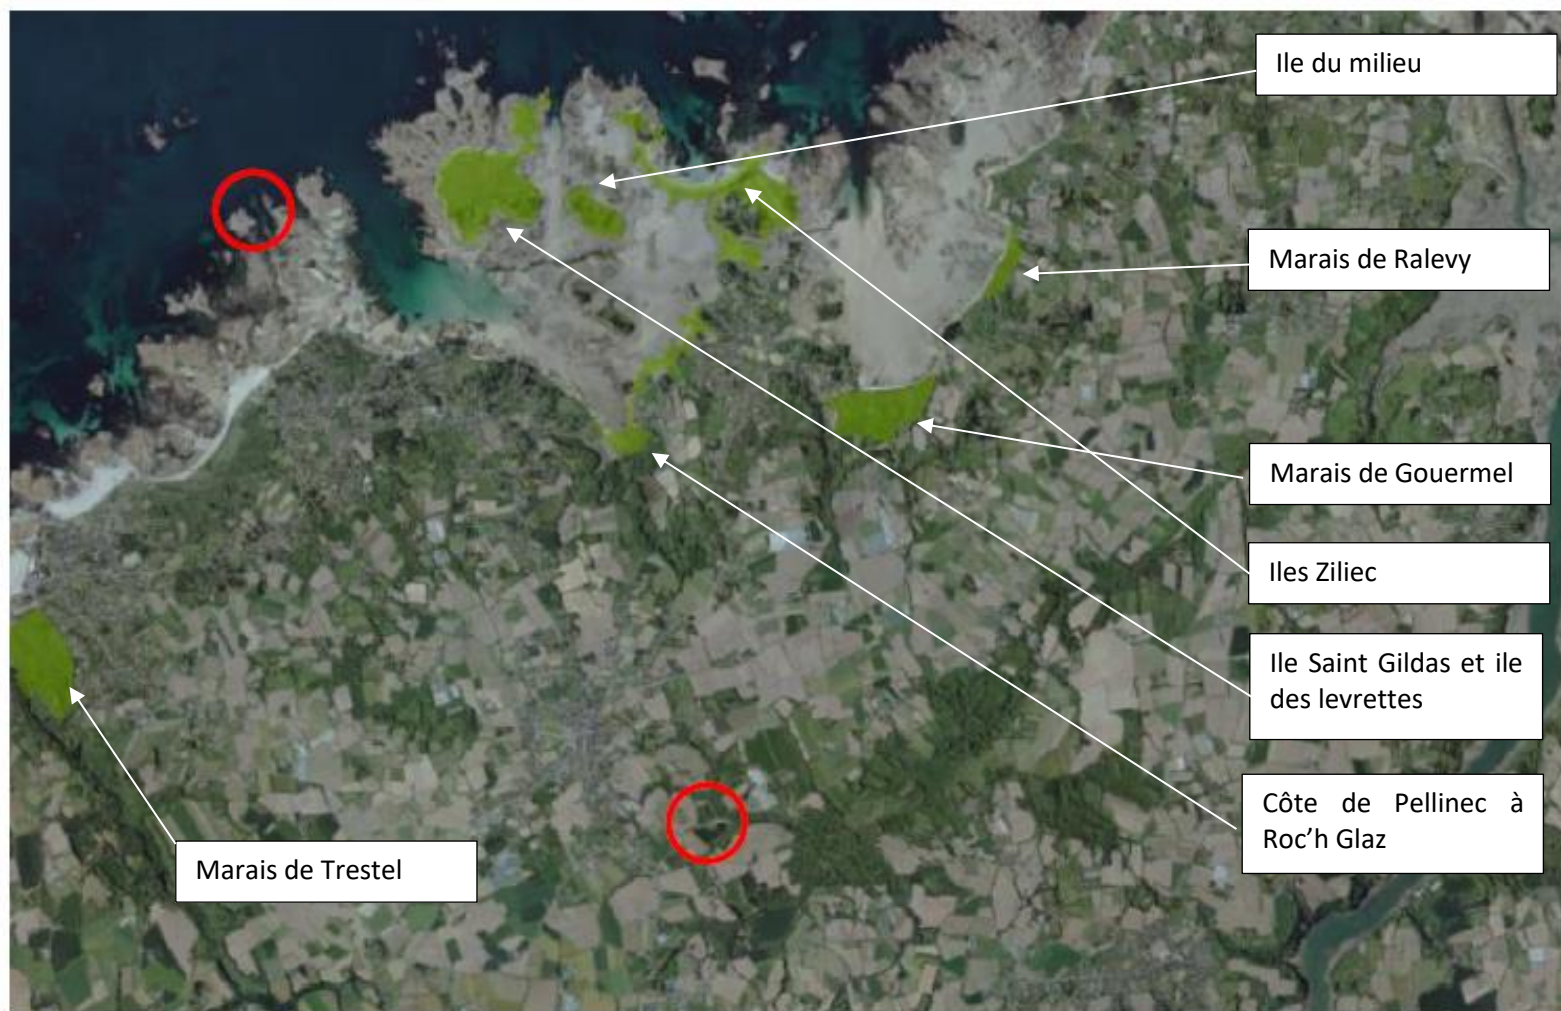 Ile du milieu
Marais de Ralevy
Marais de Gouermel
Iles Ziliec
Ile Saint Gildas et ile
des levrettes
Côte de Pellinec à
Roc’h Glaz
Marais de Trestel